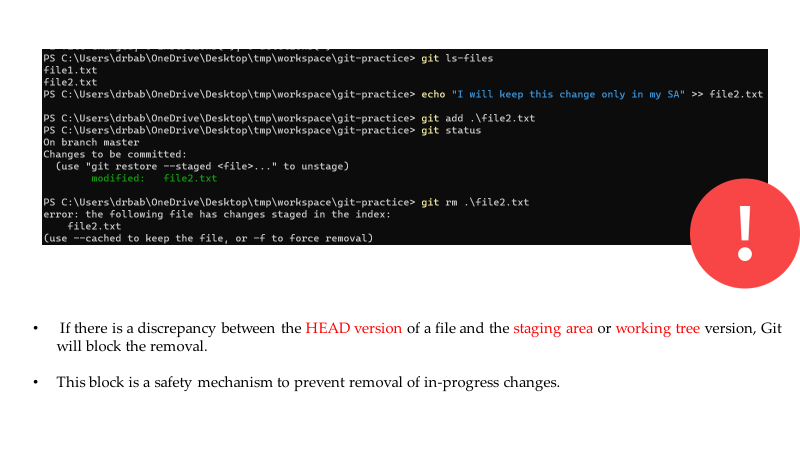 PS C:\Users\drbab\OneDrive\Desktop\tmp\workspace\git-practice> git ls-files
file1.txt
file2.txt
PS C:\Users\drbab\OneDrive\Desktop\tmp\workspace\git-practice> echo "I will keep this change only in my SA" >> file2.txt
PS C:\Users\drbab\OneDrive\Desktop\tmp\workspace\git-practice> git add .\file2.txt
PS C:\Users\drbab\OneDrive\Desktop\tmp\workspace\git-practice> git status
On branch master
Changes to be committed:
  (use "git restore --staged <file>..." to unstage)
        modified:   file2.txt
PS C:\Users\drbab\OneDrive\Desktop\tmp\workspace\git-practice> git rm .\file2.txt
error: the following file has changes staged in the index:
    file2.txt
(use --cached to keep the file, or -f to force removal)
!
• If there is a discrepancy between the HEAD version of a file and the staging area or working tree version, Git
will block the removal.
• This block is a safety mechanism to prevent removal of in-progress changes.